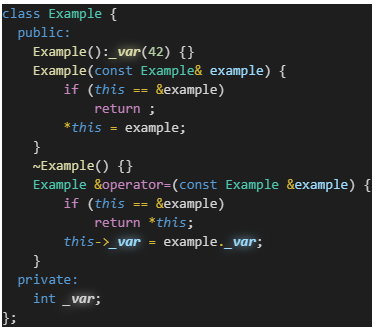 class Example {
  public:
    Example():_var(42) {}
    Example(const Example& example) {
        if (this == &example)
            return ;
        *this = example;
    }
    ~Example() {}
    Example &operator=(const Example &example) {
        if (this == &example)
            return *this;
        this->_var = example._var;
    }
  private:
    int _var;
};